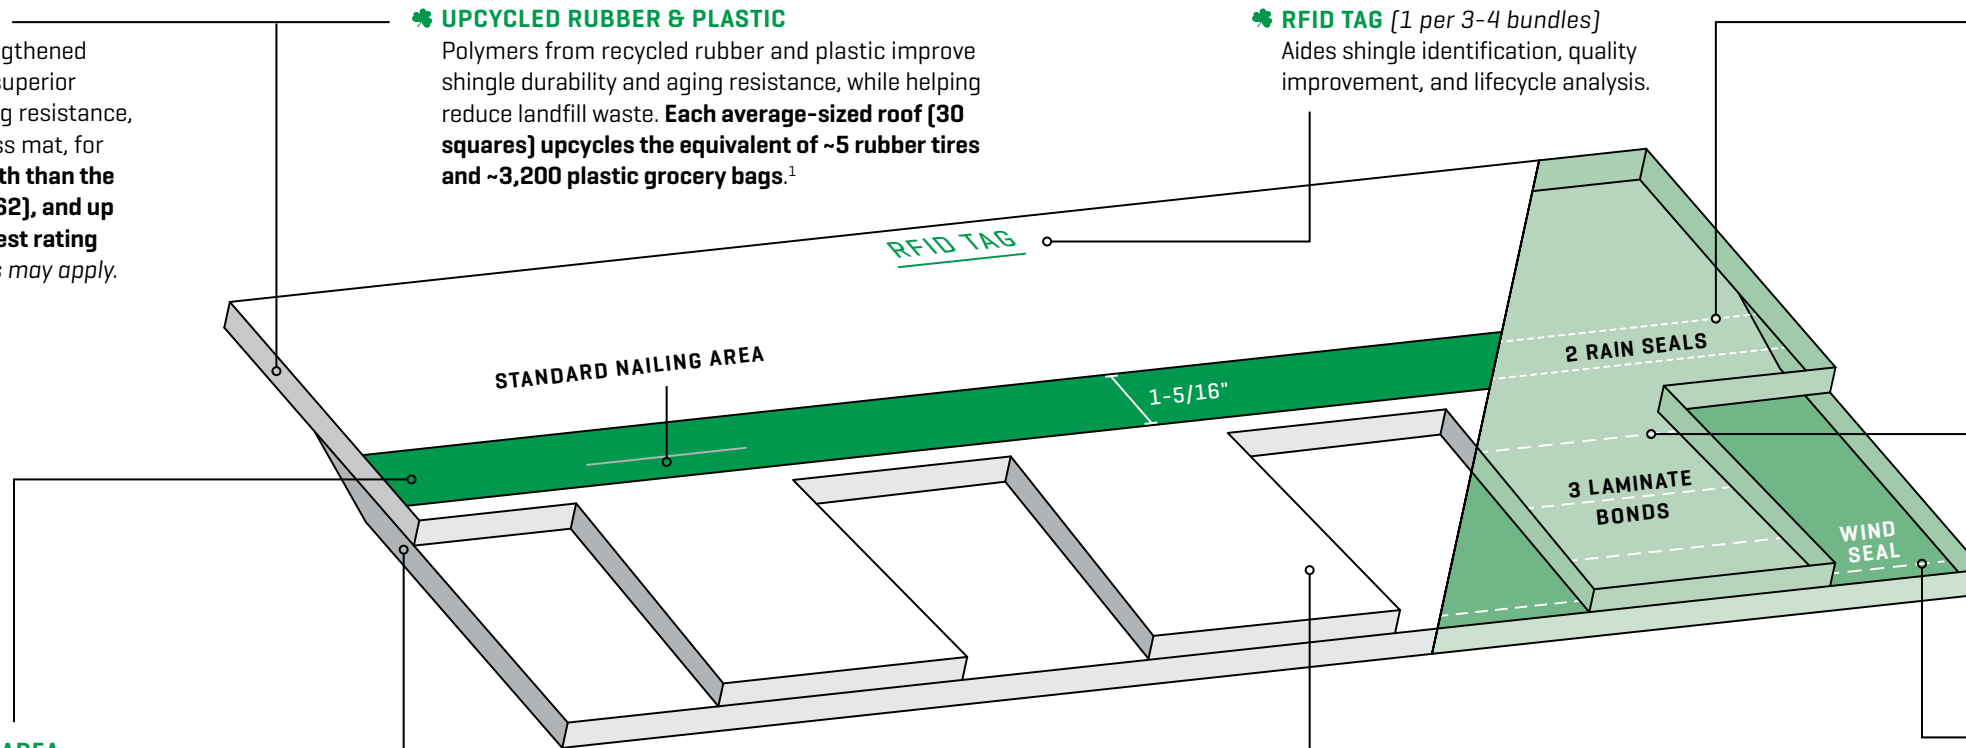 gthened
superior
g resistance,
ss mat, for
th than the
62), and up
est rating
s may apply.
UPCYCLED RUBBER & PLASTIC
Polymers from recycled rubber and plastic improve
shingle durability and aging resistance, while helping
reduce landfill waste. Each average-sized roof (30
squares) upcycles the equivalent of ~5 rubber tires
and ~3,200 plastic grocery bags.1
RFID TAG (1 per 3-4 bundles)
Aides shingle identification, quality
improvement, and lifecycle analysis.
RFID TAG
STANDARD NAILING AREA
1-5/16"
2 RAIN SEALS
3 LAMINATE
BONDS
WIND
SEAL
AREA